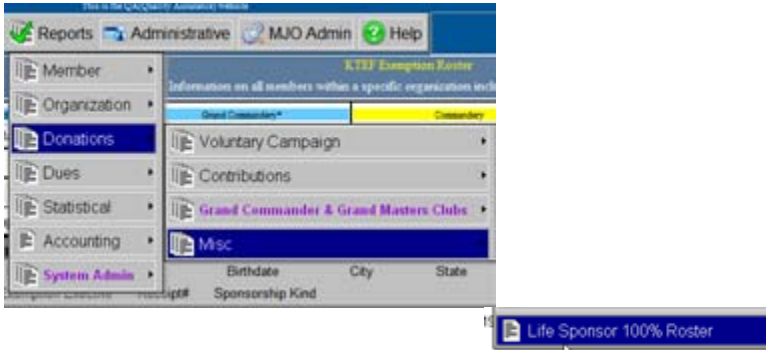 This is the QA(Quality Assurance) website
Reports Administrative MJO Admin Help
KTEF Exemption Roster
Information on all members within a specific organization incl
Member
Organization
Donations
Dues
Statistical
Accounting
System Admin
Grand Commandery* Commandery
Voluntary Campaign
Contributions
Grand Commander & Grand Masters Clubs
Misc
Birthdate City State
Receipt# Sponsorship Kind
Life Sponsor 100% Roster